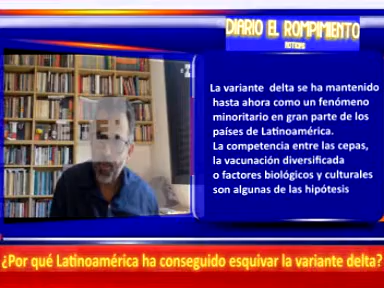 DIARIO EL ROMPIMIENTO
NOTICIAS
La variante delta se ha mantenido
hasta ahora como un fenómeno
minoritario en gran parte de los
países de Latinoamérica.
La competencia entre las cepas,
la vacunación diversificada
o factores biológicos y culturales
son algunas de las hipótesis
¿Por qué Latinoamérica ha conseguido esquivar la variante delta?